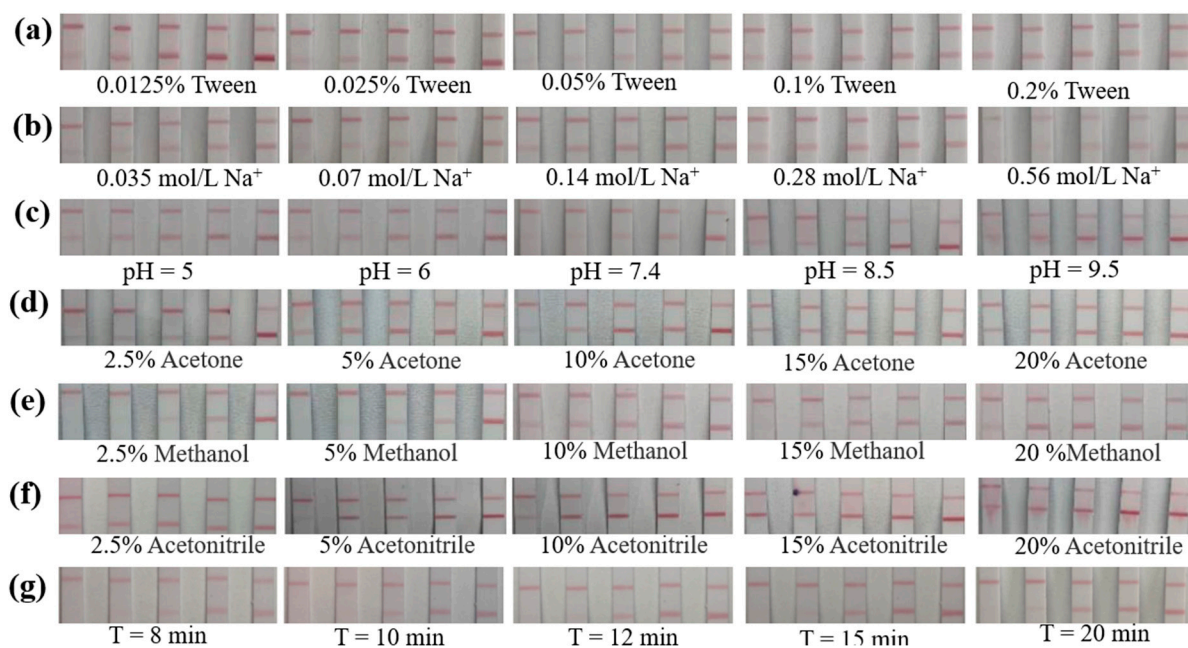 (a)
0.0125% Tween 0.025% Tween 0.05% Tween 0.1% Tween 0.2% Tween
(b)
0.035 mol/L Na⁺ 0.07 mol/L Na⁺ 0.14 mol/L Na⁺ 0.28 mol/L Na⁺ 0.56 mol/L Na⁺
(c)
pH = 5 pH = 6 pH = 7.4 pH = 8.5 pH = 9.5
(d)
2.5% Acetone 5% Acetone 10% Acetone 15% Acetone 20% Acetone
(e)
2.5% Methanol 5% Methanol 10% Methanol 15% Methanol 20 %Methanol
(f)
2.5% Acetonitrile 5% Acetonitrile 10% Acetonitrile 15% Acetonitrile 20% Acetonitrile
(g)
T = 8 min T = 10 min T = 12 min T = 15 min T = 20 min